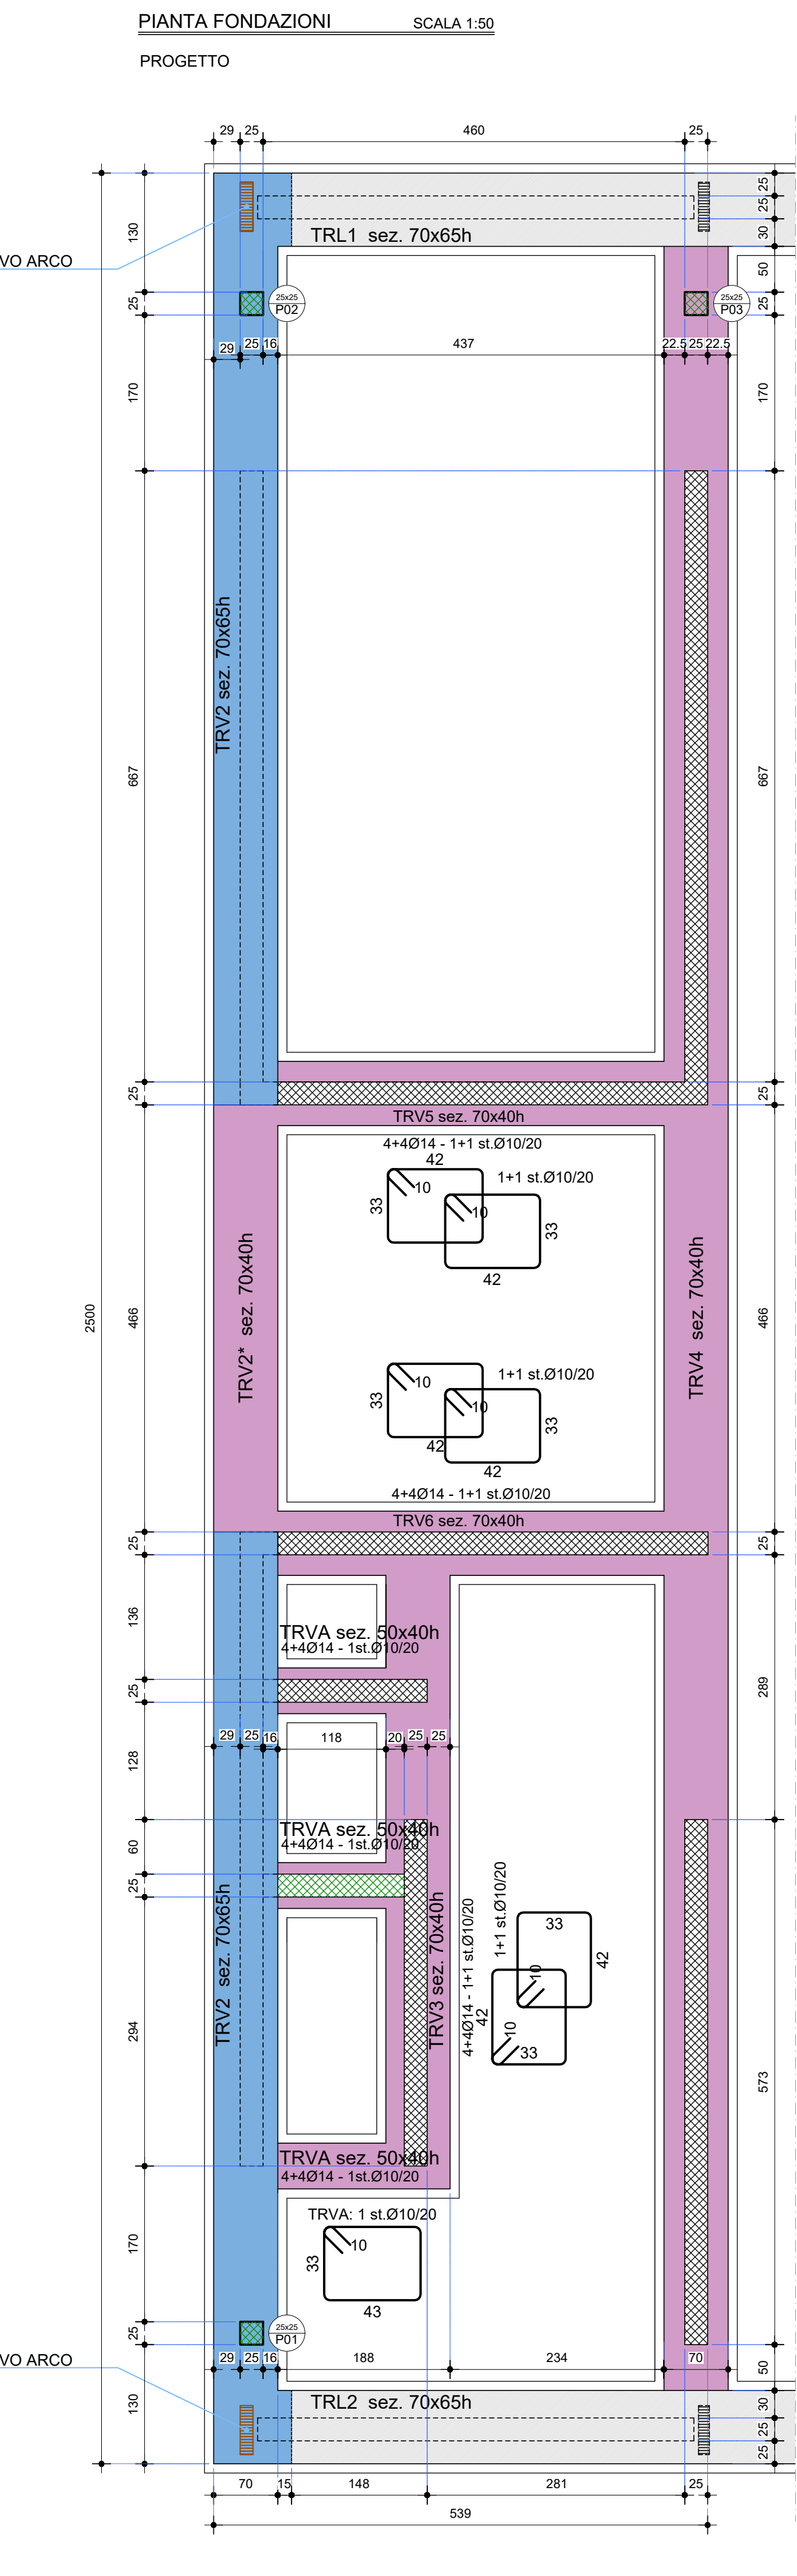 PIANTA FONDAZIONI SCALA 1:50
PROGETTO
29 25 460 25
25
25
30
130
TRL1 sez. 70x65h
VO ARCO
50
25x25
P02
25x25
P03
25
25
29 25 16 437 22.5 25 22.5
170
170
TRV2 sez. 70x65h
667
667
25
25
TRV5 sez. 70x40h
4+4Ø14 - 1+1 st.Ø10/20
42
1+1 st.Ø10/20
10
33
10
33
42
TRV2* sez. 70x40h
TRV4 sez. 70x40h
2500
466
466
1+1 st.Ø10/20
10
33
10
33
42
42
4+4Ø14 - 1+1 st.Ø10/20
TRV6 sez. 70x40h
25
25
136
TRVA sez. 50x40h
4+4Ø14 - 1st.Ø10/20
25
289
29 25 16 118 20 25 25
128
TRVA sez. 50x40h
4+4Ø14 - 1st.Ø10/20
60
25
TRV2 sez. 70x65h
TRV3 sez. 70x40h
4+4Ø14 - 1+1 st.Ø10/20
1+1 st.Ø10/20
33
42
10
42
10
33
294
573
TRVA sez. 50x40h
4+4Ø14 - 1st.Ø10/20
TRVA: 1 st.Ø10/20
10
33
43
170
25
25x25
P01
29 25 16 188 234 70
50
VO ARCO
TRL2 sez. 70x65h
130
30
25
25
70 15 148 281 25
539